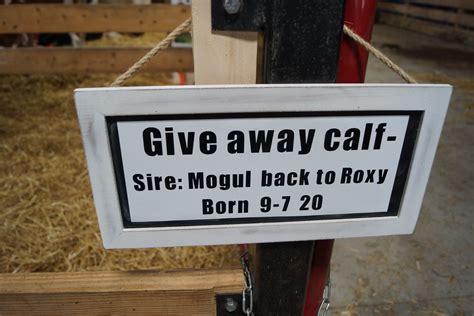 Give away calf-
Sire: Mogul back to Roxy
Born 9-7 20